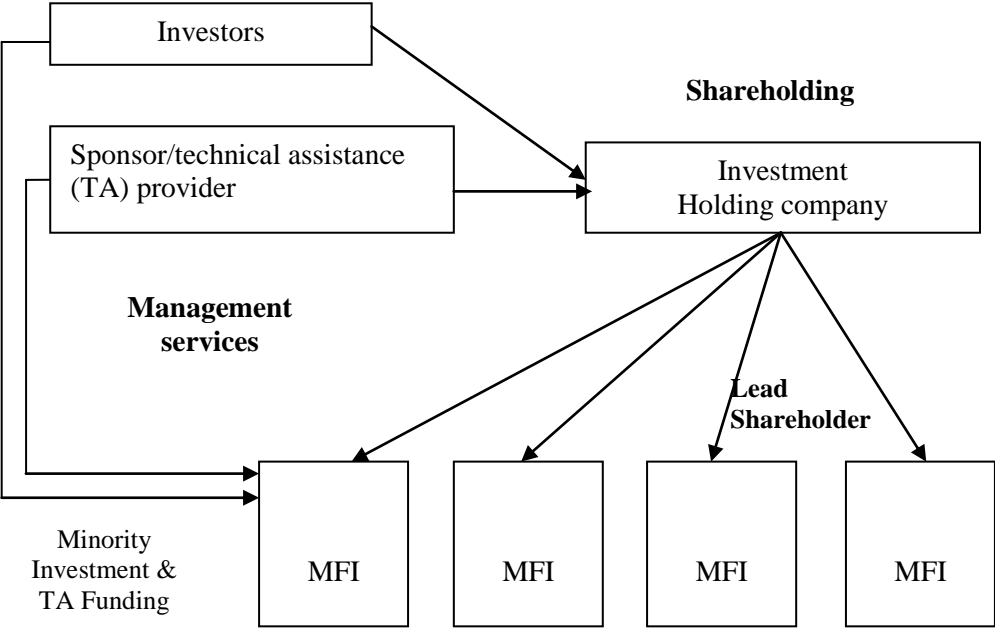 Investors
Shareholding
Sponsor/technical assistance
(TA) provider
Investment
Holding company
Management
services
Lead
Shareholder
Minority
Investment &
TA Funding
MFI
MFI
MFI
MFI